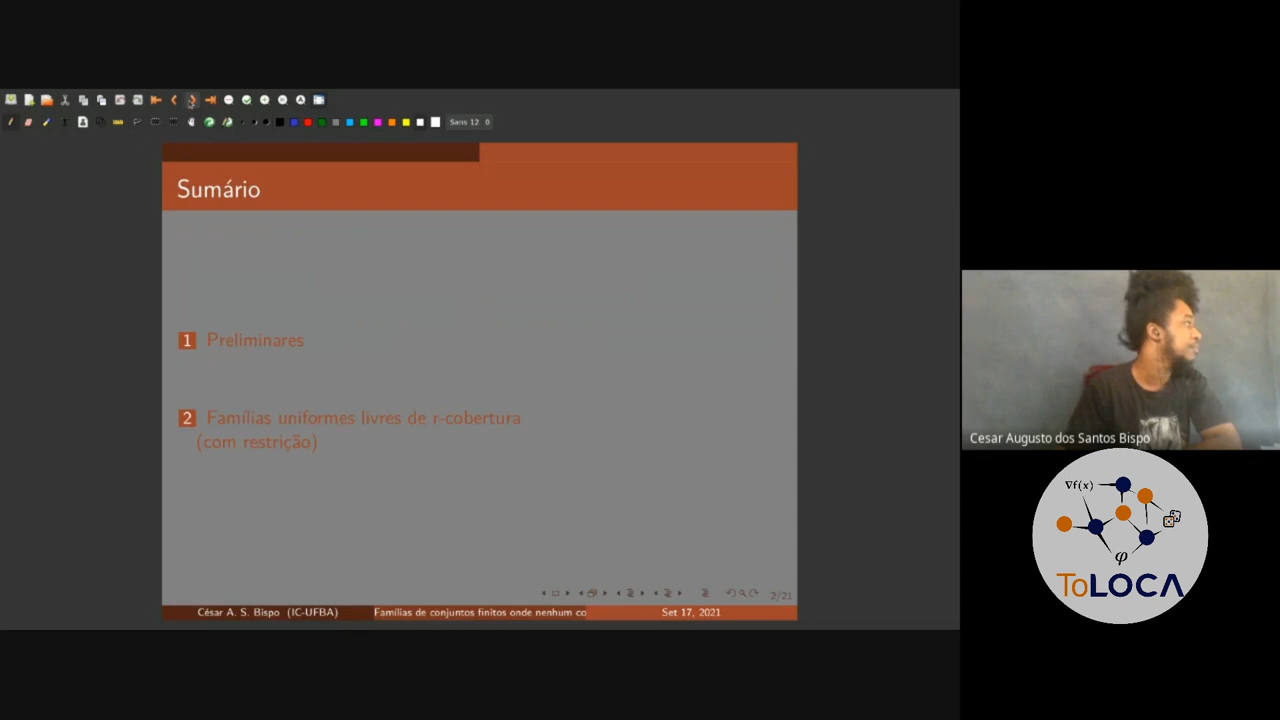 Sans 12
Sumário
1 Preliminares
2 Famílias uniformes livres de r-cobertura
(com restrição)
2/21
César A. S. Bispo (IC-UFBA)
Famílias de conjuntos finitos onde nenhum co
Set 17, 2021
Cesar Augusto dos Santos Bispo
∇f(x)
φ
ToLOCA